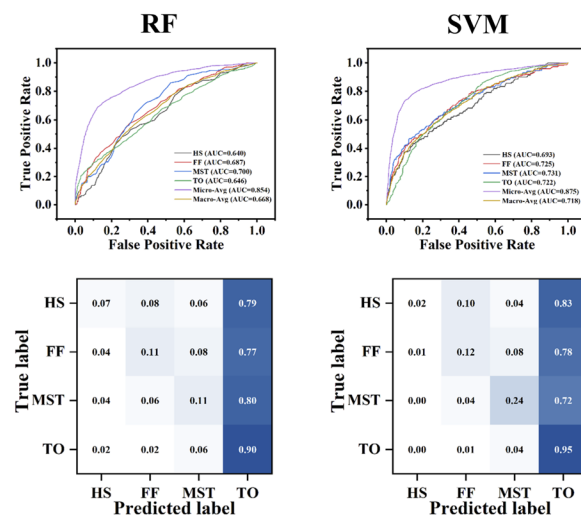 RF
SVM
True Positive Rate
1.0
0.8
0.6
0.4
0.2
0.0
HS (AUC=0.640)
FF (AUC=0.687)
MST (AUC=0.700)
TO (AUC=0.646)
Micro-Avg (AUC=0.854)
Macro-Avg (AUC=0.668)
0.0 0.2 0.4 0.6 0.8 1.0
False Positive Rate
True Positive Rate
1.0
0.8
0.6
0.4
0.2
0.0
HS (AUC=0.693)
FF (AUC=0.725)
MST (AUC=0.731)
TO (AUC=0.722)
Micro-Avg (AUC=0.875)
Macro-Avg (AUC=0.718)
0.0 0.2 0.4 0.6 0.8 1.0
False Positive Rate
True label
HS 0.07 0.08 0.06 0.79
FF 0.04 0.11 0.08 0.77
MST 0.04 0.06 0.11 0.80
TO 0.02 0.02 0.06 0.90
HS FF MST TO
Predicted label
True label
HS 0.02 0.10 0.04 0.83
FF 0.01 0.12 0.08 0.78
MST 0.00 0.04 0.24 0.72
TO 0.00 0.01 0.04 0.95
HS FF MST TO
Predicted label